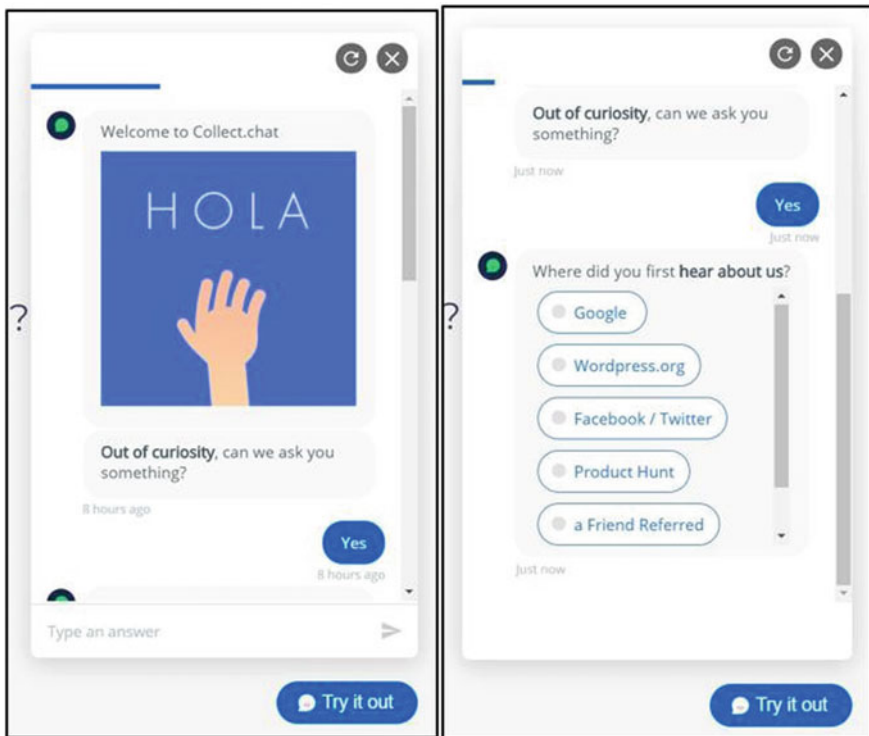 Welcome to Collect.chat
HOLA
?
Out of curiosity, can we ask you
something?
8 hours ago
Yes
8 hours ago
Type an answer
Try it out
Out of curiosity, can we ask you
something?
Just now
Yes
Just now
Where did you first hear about us?
?
Google
Wordpress.org
Facebook / Twitter
Product Hunt
a Friend Referred
Just now
Try it out